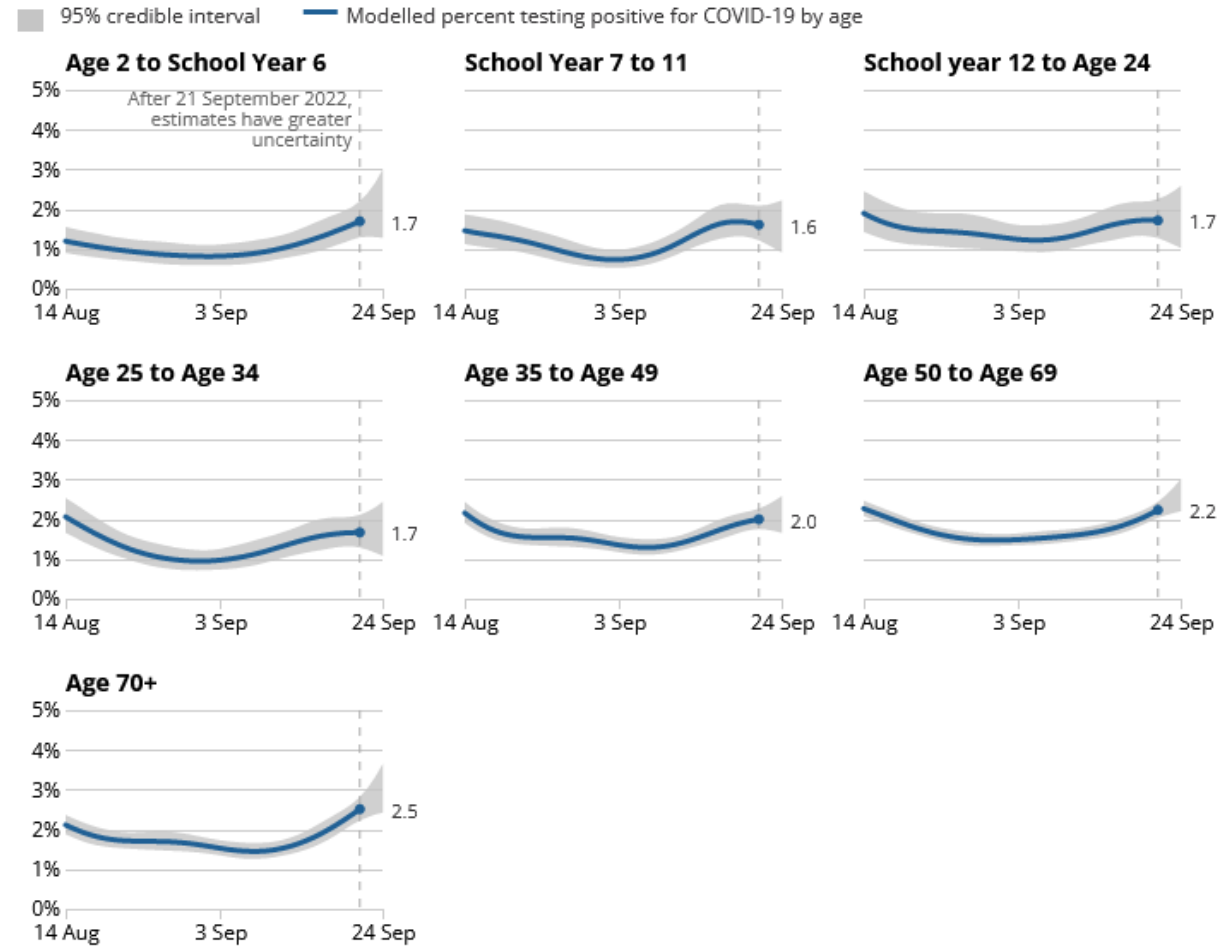 95% credible interval Modelled percent testing positive for COVID-19 by age
Age 2 to School Year 6
5%
After 21 September 2022,
estimates have greater
uncertainty
4%
3%
2%
1%
0%
1.7
14 Aug 3 Sep 24 Sep
School Year 7 to 11
1.6
14 Aug 3 Sep 24 Sep
School year 12 to Age 24
1.7
14 Aug 3 Sep 24 Sep
Age 25 to Age 34
5%
4%
3%
2%
1%
0%
1.7
14 Aug 3 Sep 24 Sep
Age 35 to Age 49
2.0
14 Aug 3 Sep 24 Sep
Age 50 to Age 69
2.2
14 Aug 3 Sep 24 Sep
Age 70+
5%
4%
3%
2%
1%
0%
2.5
14 Aug 3 Sep 24 Sep